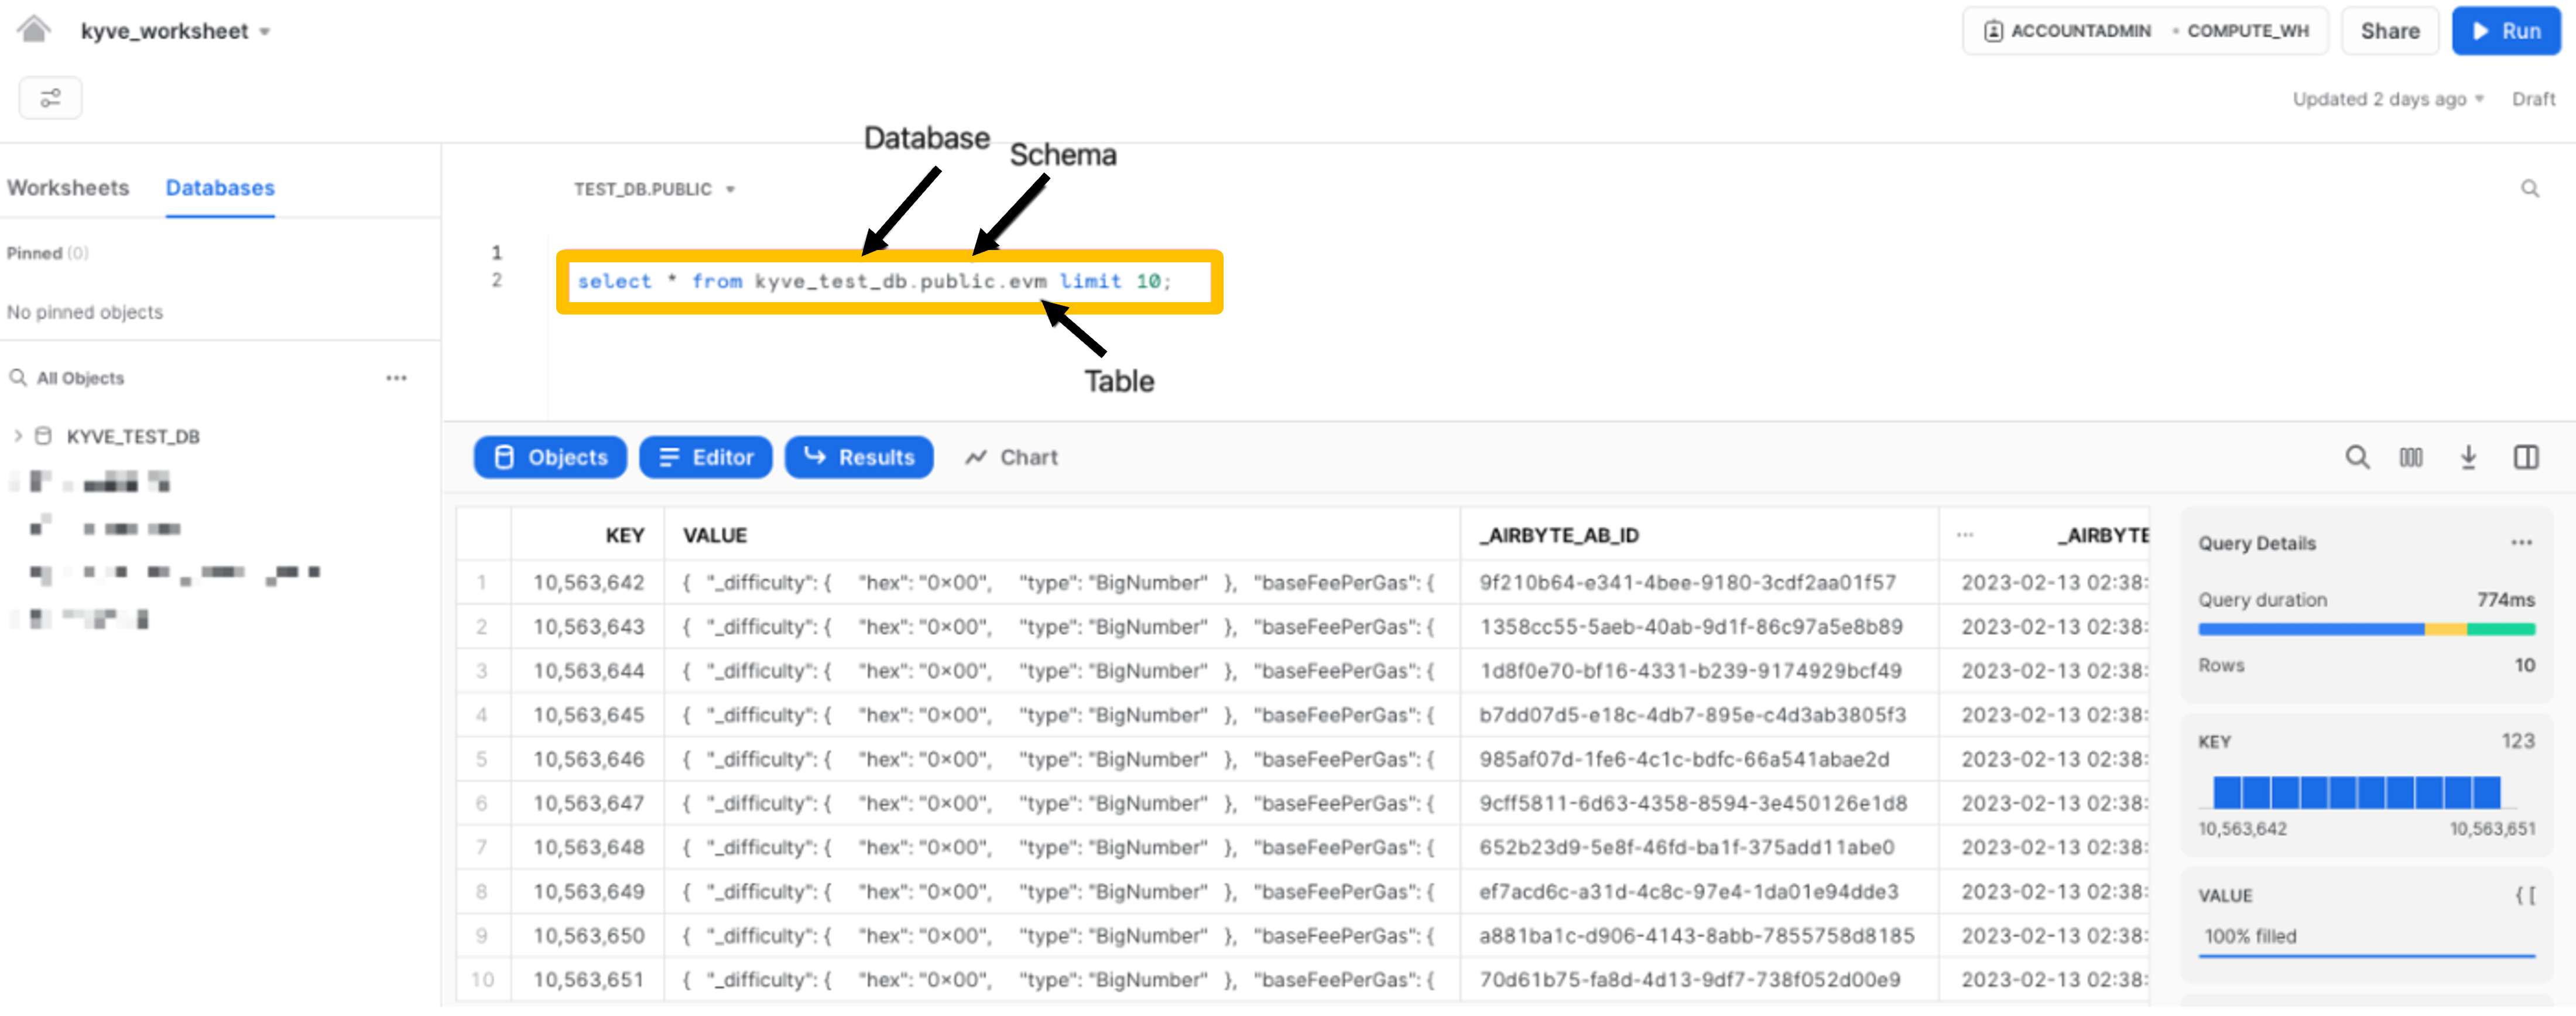 kyve_worksheet
ACCOUNTADMIN • COMPUTE_WH
Share
Run
Updated 2 days ago
Draft
Worksheets
Databases
Pinned (0)
No pinned objects
All Objects
KYVE_TEST_DB
Database
Schema
TEST_DB.PUBLIC
1
2 select * from kyve_test_db.public.evm limit 10;
Table
Objects
Editor
Results
Chart
KEY VALUE _AIRBYTE_AB_ID ... _AIRBYTE
1 10,563,642 { "_difficulty": { "hex": "0x00", "type": "BigNumber" }, "baseFeePerGas": { 9f210b64-e341-4bee-9180-3cdf2aa01f57 2023-02-13 02:38:
2 10,563,643 { "_difficulty": { "hex": "0x00", "type": "BigNumber" }, "baseFeePerGas": { 1358cc55-5aeb-40ab-9d1f-86c97a5e8b89 2023-02-13 02:38:
3 10,563,644 { "_difficulty": { "hex": "0x00", "type": "BigNumber" }, "baseFeePerGas": { 1d8f0e70-bf16-4331-b239-9174929bcf49 2023-02-13 02:38:
4 10,563,645 { "_difficulty": { "hex": "0x00", "type": "BigNumber" }, "baseFeePerGas": { b7dd07d5-e18c-4db7-895e-c4d3ab3805f3 2023-02-13 02:38:
5 10,563,646 { "_difficulty": { "hex": "0x00", "type": "BigNumber" }, "baseFeePerGas": { 985af07d-1fe6-4c1c-bdfc-66a541abae2d 2023-02-13 02:38:
6 10,563,647 { "_difficulty": { "hex": "0x00", "type": "BigNumber" }, "baseFeePerGas": { 9cff5811-6d63-4358-8594-3e450126e1d8 2023-02-13 02:38:
7 10,563,648 { "_difficulty": { "hex": "0x00", "type": "BigNumber" }, "baseFeePerGas": { 652b23d9-5e8f-46fd-ba1f-375add11abe0 2023-02-13 02:38:
8 10,563,649 { "_difficulty": { "hex": "0x00", "type": "BigNumber" }, "baseFeePerGas": { ef7acd6c-a31d-4c8c-97e4-1da01e94dde3 2023-02-13 02:38:
9 10,563,650 { "_difficulty": { "hex": "0x00", "type": "BigNumber" }, "baseFeePerGas": { a881ba1c-d906-4143-8abb-7855758d8185 2023-02-13 02:38:
10 10,563,651 { "_difficulty": { "hex": "0x00", "type": "BigNumber" }, "baseFeePerGas": { 70d61b75-fa8d-4d13-9df7-738f052d00e9 2023-02-13 02:38:
Query Details ...
Query duration 774ms
Rows 10
KEY 123
10,563,642 10,563,651
VALUE { [
100% filled